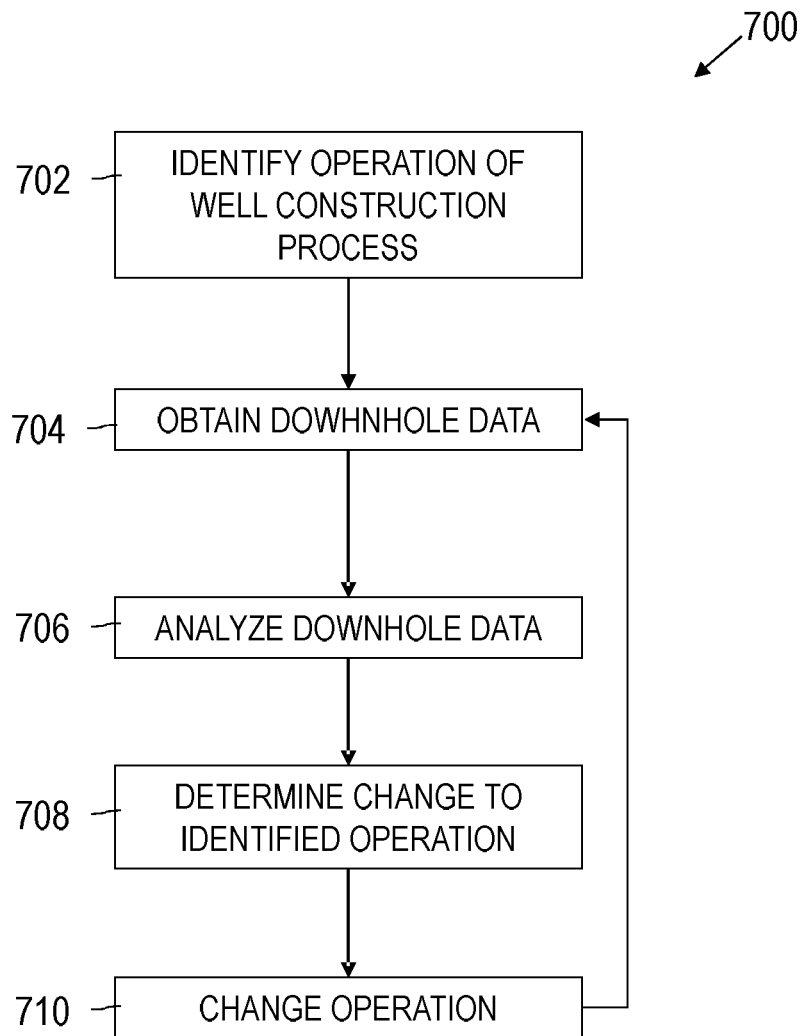 700
702
IDENTIFY OPERATION OF
WELL CONSTRUCTION
PROCESS
704
OBTAIN DOWHNHOLE DATA
706
ANALYZE DOWNHOLE DATA
708
DETERMINE CHANGE TO
IDENTIFIED OPERATION
710
CHANGE OPERATION